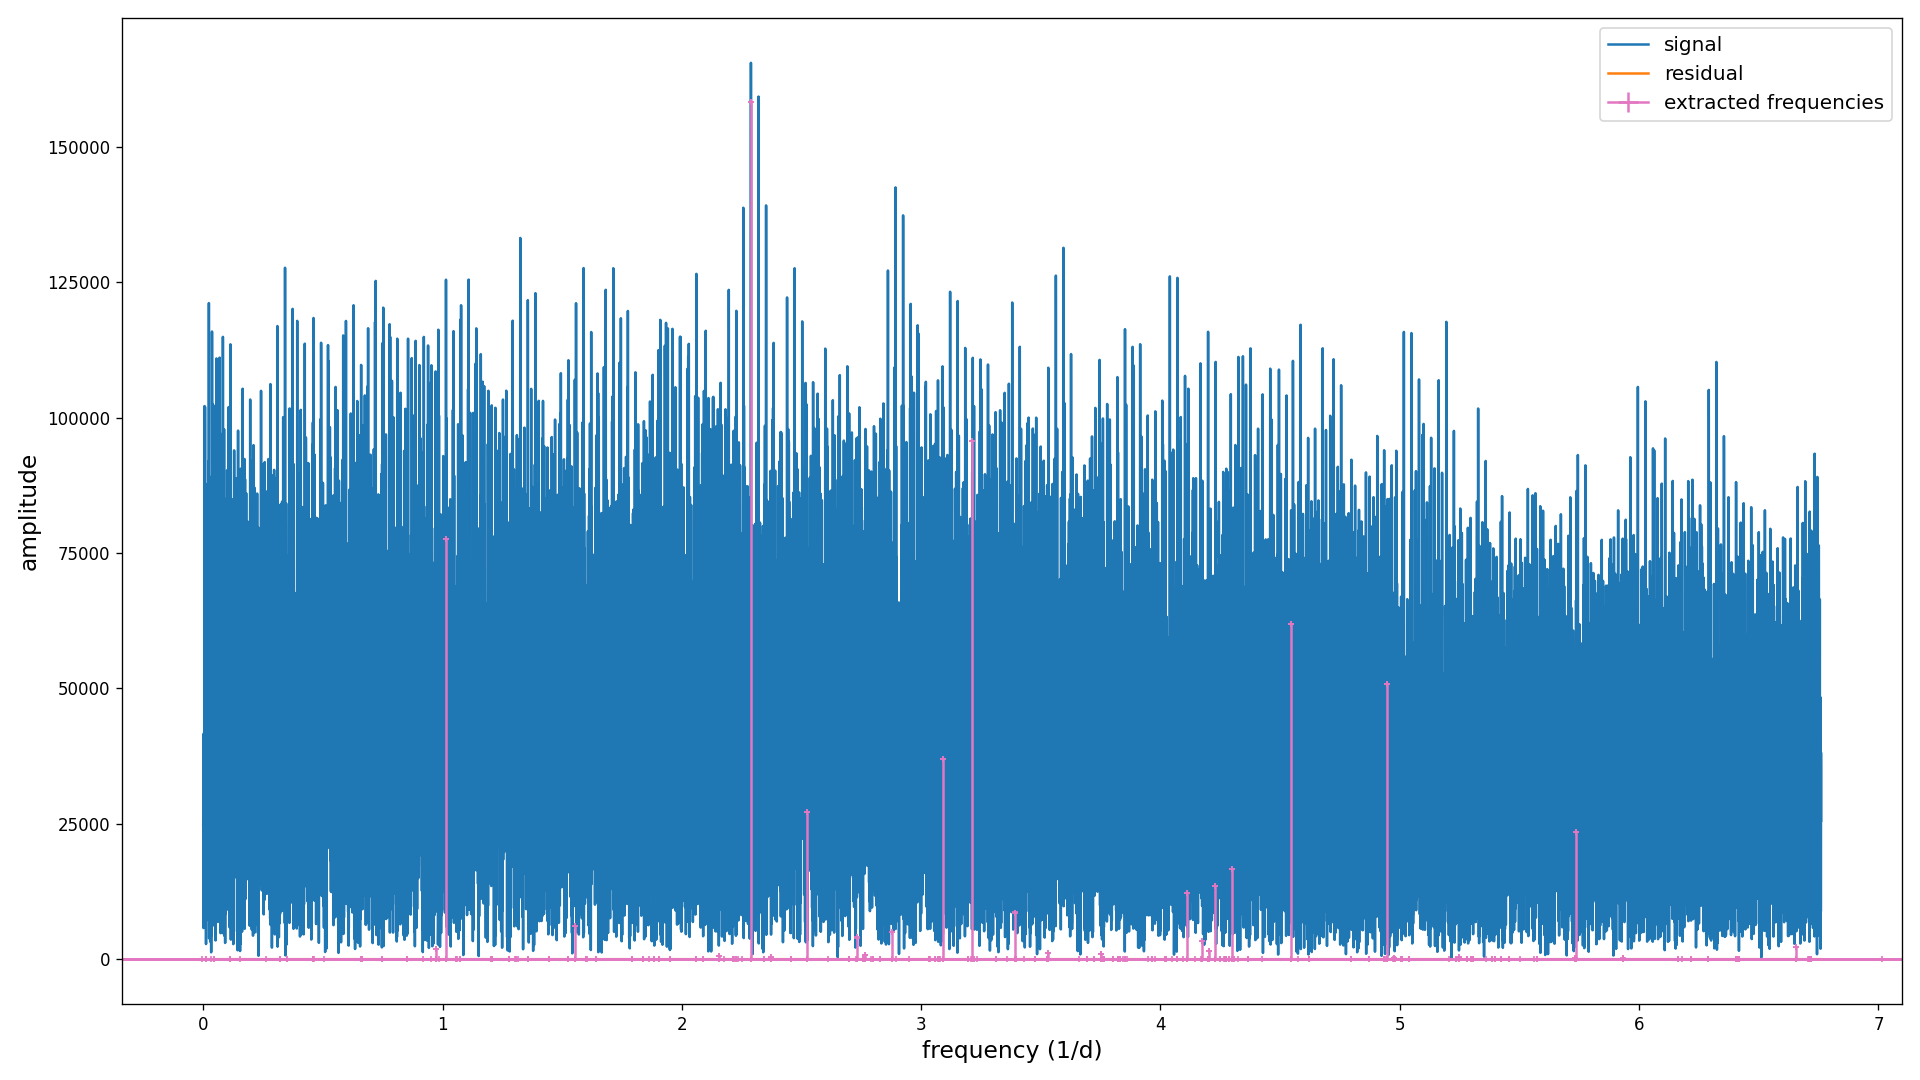 signal
residual
extracted frequencies
amplitude
150000
125000
100000
75000
50000
25000
0
0 1 2 3 4 5 6 7
frequency (1/d)